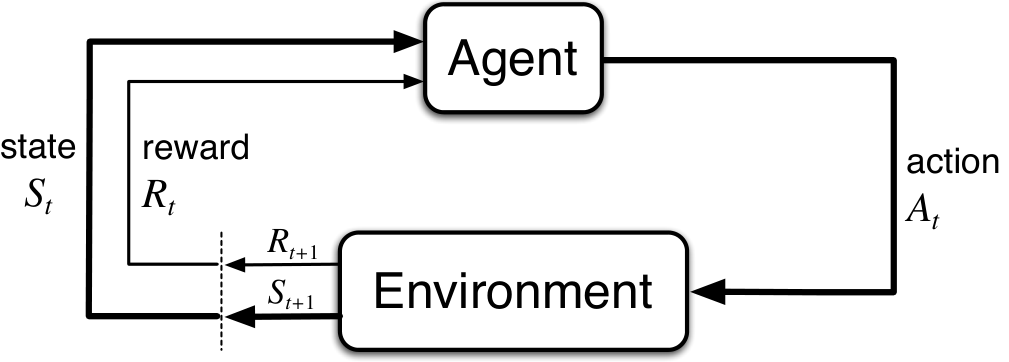 Agent
state
S_t
reward
R_t
action
A_t
R_{t+1}
S_{t+1}
Environment